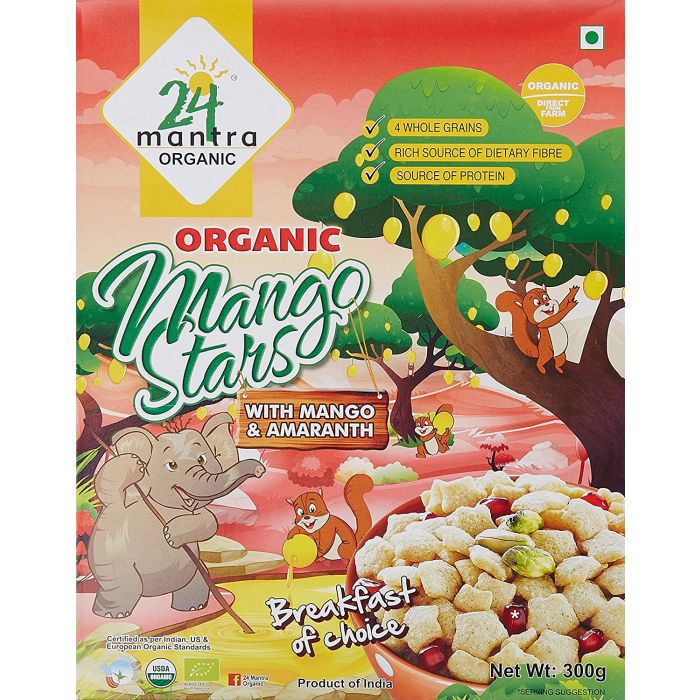 24
mantra
ORGANIC
ORGANIC
DIRECT
FROM
FARM
4 WHOLE GRAINS
RICH SOURCE OF DIETARY FIBRE
SOURCE OF PROTEIN
ORGANIC
Mango
Stars
WITH MANGO
& AMARANTH
Breakfast
of choice
Certified as per Indian, US &
European Organic Standards
USDA
ORGANIC
24 Mantra
Organic
Product of India
Net Wt: 300g
*SERVING SUGGESTION